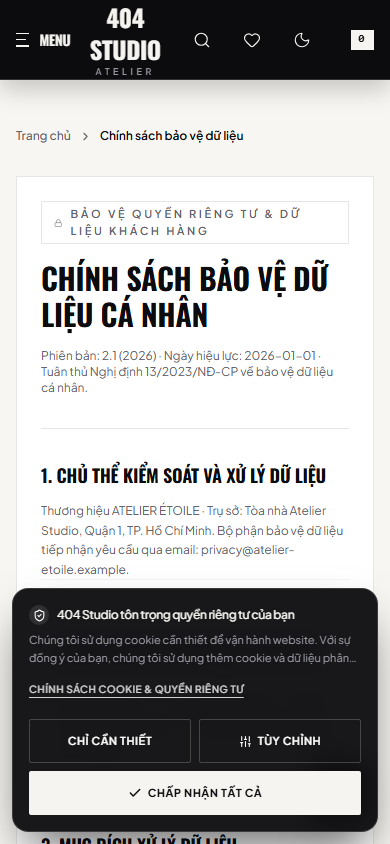 MENU
404
STUDIO
ATELIER
0
Trang chủ
Chính sách bảo vệ dữ liệu
BẢO VỆ QUYỀN RIÊNG TƯ & DỮ
LIỆU KHÁCH HÀNG
CHÍNH SÁCH BẢO VỆ DỮ
LIỆU CÁ NHÂN
Phiên bản: 2.1 (2026) · Ngày hiệu lực: 2026-01-01 ·
Tuân thủ Nghị định 13/2023/NĐ-CP về bảo vệ dữ liệu
cá nhân.
1. CHỦ THỂ KIỂM SOÁT VÀ XỬ LÝ DỮ LIỆU
Thương hiệu ATELIER ÉTOILE · Trụ sở: Tòa nhà Atelier
Studio, Quận 1, TP. Hồ Chí Minh. Bộ phận bảo vệ dữ liệu
tiếp nhận yêu cầu qua email: privacy@atelier-
etoile.example.
404 Studio tôn trọng quyền riêng tư của bạn
Chúng tôi sử dụng cookie cần thiết để vận hành website. Với sự
đồng ý của bạn, chúng tôi sử dụng thêm cookie và dữ liệu phân…
CHÍNH SÁCH COOKIE & QUYỀN RIÊNG TƯ
CHỈ CẦN THIẾT
TÙY CHỈNH
CHẤP NHẬN TẤT CẢ
2. MỤC ĐÍCH XỬ LÝ DỮ LIỆU